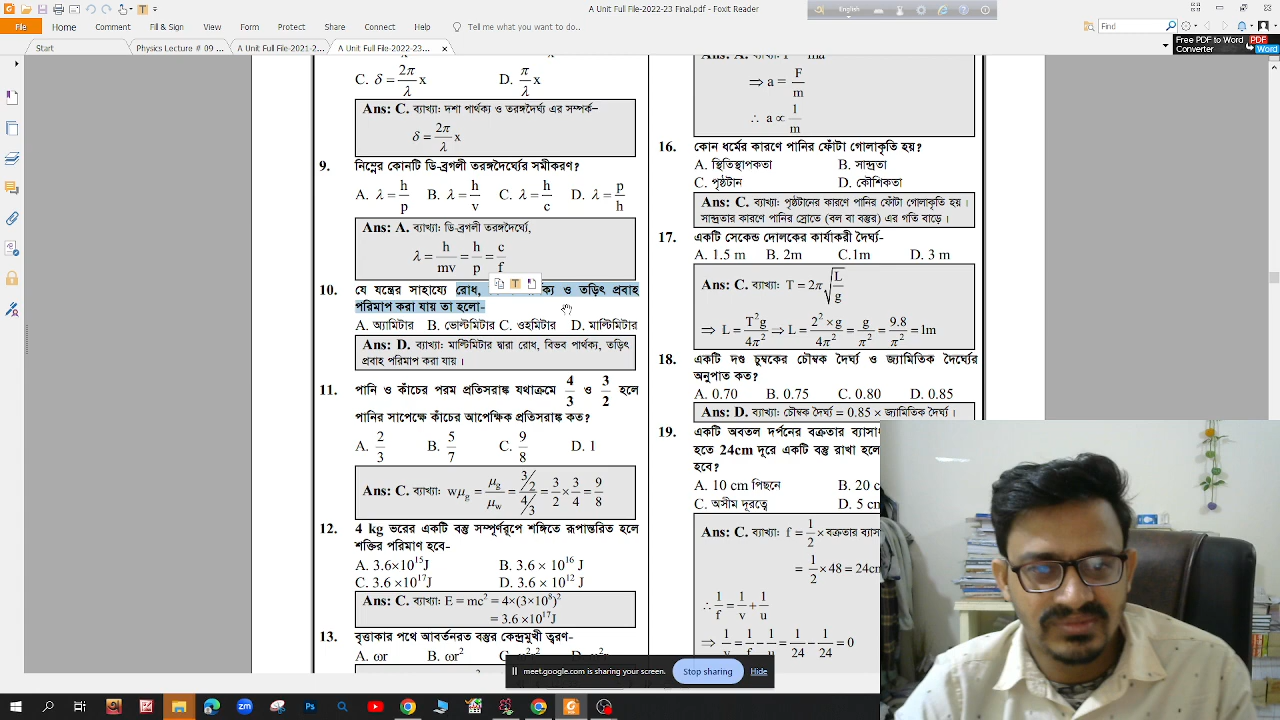 A Unit Full File-2022-23 Final.pdf - Foxit Reader
English
File
Home
Comment
Fill & Sign
View
Form
Protect
Share
Connect
Help
Tell me what you want to do...
Find
Start
Physics Lecture # 09 ...
A Unit Full File-2021-2...
A Unit Full File-2022-23...
Free PDF to Word
Converter
PDF
Word
C. δ = 2π/λ x D. π/λ x
Ans: C. ব্যাখ্যা: দশা পার্থক্য ও তরঙ্গদৈর্ঘ্য এর সম্পর্ক–
δ = 2π/λ x
9. নিম্নের কোনটি ডি-ব্রগলী তরঙ্গদৈর্ঘ্যের সমীকরণ?
A. λ = h/p B. λ = h/v C. λ = h/c D. λ = p/h
Ans: A. ব্যাখ্যা: ডি-ব্রগলী তরঙ্গদৈর্ঘ্যে,
λ = h/mv = h/p = c/f
10. যে যন্ত্রের সাহায্যে রোধ, ও তড়িৎ প্রবাহ
পরিমাপ করা যায় তা হলো-
A. অ্যামিটার B. ভোল্টমিটার C. ওহমিটার D. মাল্টিমিটার
Ans: D. ব্যাখ্যা: মাল্টিমিটার দ্বারা রোধ, বিভব পার্থক্য, তড়িৎ
প্রবাহ পরিমাপ করা যায়।
11. পানি ও কাঁচের পরম প্রতিসরাঙ্ক যথাক্রমে 4/3 ও 3/2 হলে
পানির সাপেক্ষে কাঁচের আপেক্ষিক প্রতিসরাঙ্ক কত?
A. 2/3 B. 5/7 C. 9/8 D. 1
Ans: C. ব্যাখ্যা: wμg = μg/μw = (3/2)/(4/3) = 3/2 × 3/4 = 9/8
12. 4 kg ভরের একটি বস্তু সম্পূর্ণরূপে শক্তিতে রূপান্তরিত হলে
শক্তির পরিমাণ হবে-
A. 3.6×10¹⁵J B. 3.6× 10¹⁶ J
C. 3.6 ×10¹⁷J D. 3.6 ×10¹² J
Ans: C. ব্যাখ্যা: E = mc² = 4×(3×10⁸)²
= 3.6 ×10¹⁷J
13. বৃত্তাকার পথে আবর্তনরত বস্তুর কেন্দ্রমুখী ত্বরণ-
A. ωr B. ωr²
⇒ a = F/m
∴ a ∝ 1/m
16. কোন ধর্মের কারণে পানির ফোঁটা গোলাকৃতি হয়?
A. স্থিতিস্থাপকতা B. সান্দ্রতা
C. পৃষ্ঠটান D. কৌশিকতা
Ans: C. ব্যাখ্যা: পৃষ্ঠটানের কারণে পানির ফোঁটা গোলাকৃতি হয়।
সান্দ্রতার কারণে পানির স্রোতে (বল বা বস্তুর) এর গতি বাড়ে।
17. একটি সেকেন্ড দোলকের কার্যকরী দৈর্ঘ্য-
A. 1.5 m B. 2m C.1m D. 3 m
Ans: C. ব্যাখ্যা: T = 2π√(L/g)
⇒ L = T²g/4π² ⇒ L = 2² × g/4π² = g/π² = 9.8/π² = 1m
18. একটি দণ্ড চুম্বকের চৌম্বক দৈর্ঘ্য ও জ্যামিতিক দৈর্ঘ্যের
অনুপাত কত?
A. 0.70 B. 0.75 C. 0.80 D. 0.85
Ans: D. ব্যাখ্যা: চৌম্বক দৈর্ঘ্য = 0.85 × জ্যামিতিক দৈর্ঘ্য।
19. একটি অবতল দর্পনের বক্রতার ব্যাসা
হতে 24cm দূরে একটি বস্তু রাখা হলে
হবে?
A. 10 cm পিছনে B. 20 c
C. অসীম দূরত্বে D. 5 cm
Ans: C. ব্যাখ্যা: f = 1/2 × বক্রতার ব্যাস
= 1/2 × 48 = 24cm
∴ 1/f = 1/v + 1/u
⇒ 1/v = 1/f − 1/u = 1/24 − 1/24 = 0
meet.google.com is sharing your screen.
Stop sharing
Hide